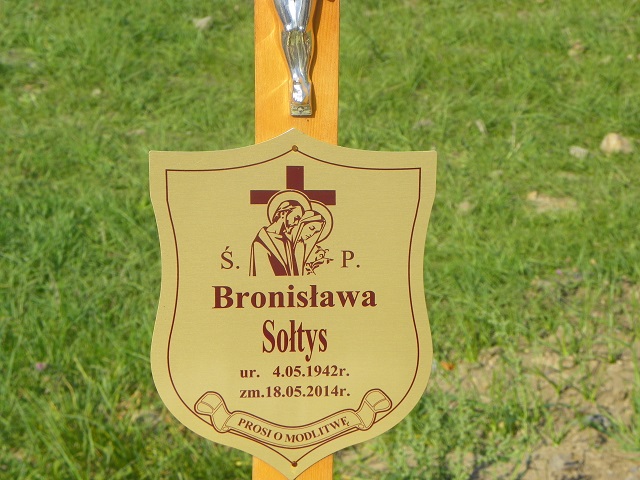 Ś. P.
Bronisława
Sołtys
ur. 4.05.1942r.
zm.18.05.2014r.
PROSI O MODLITWĘ